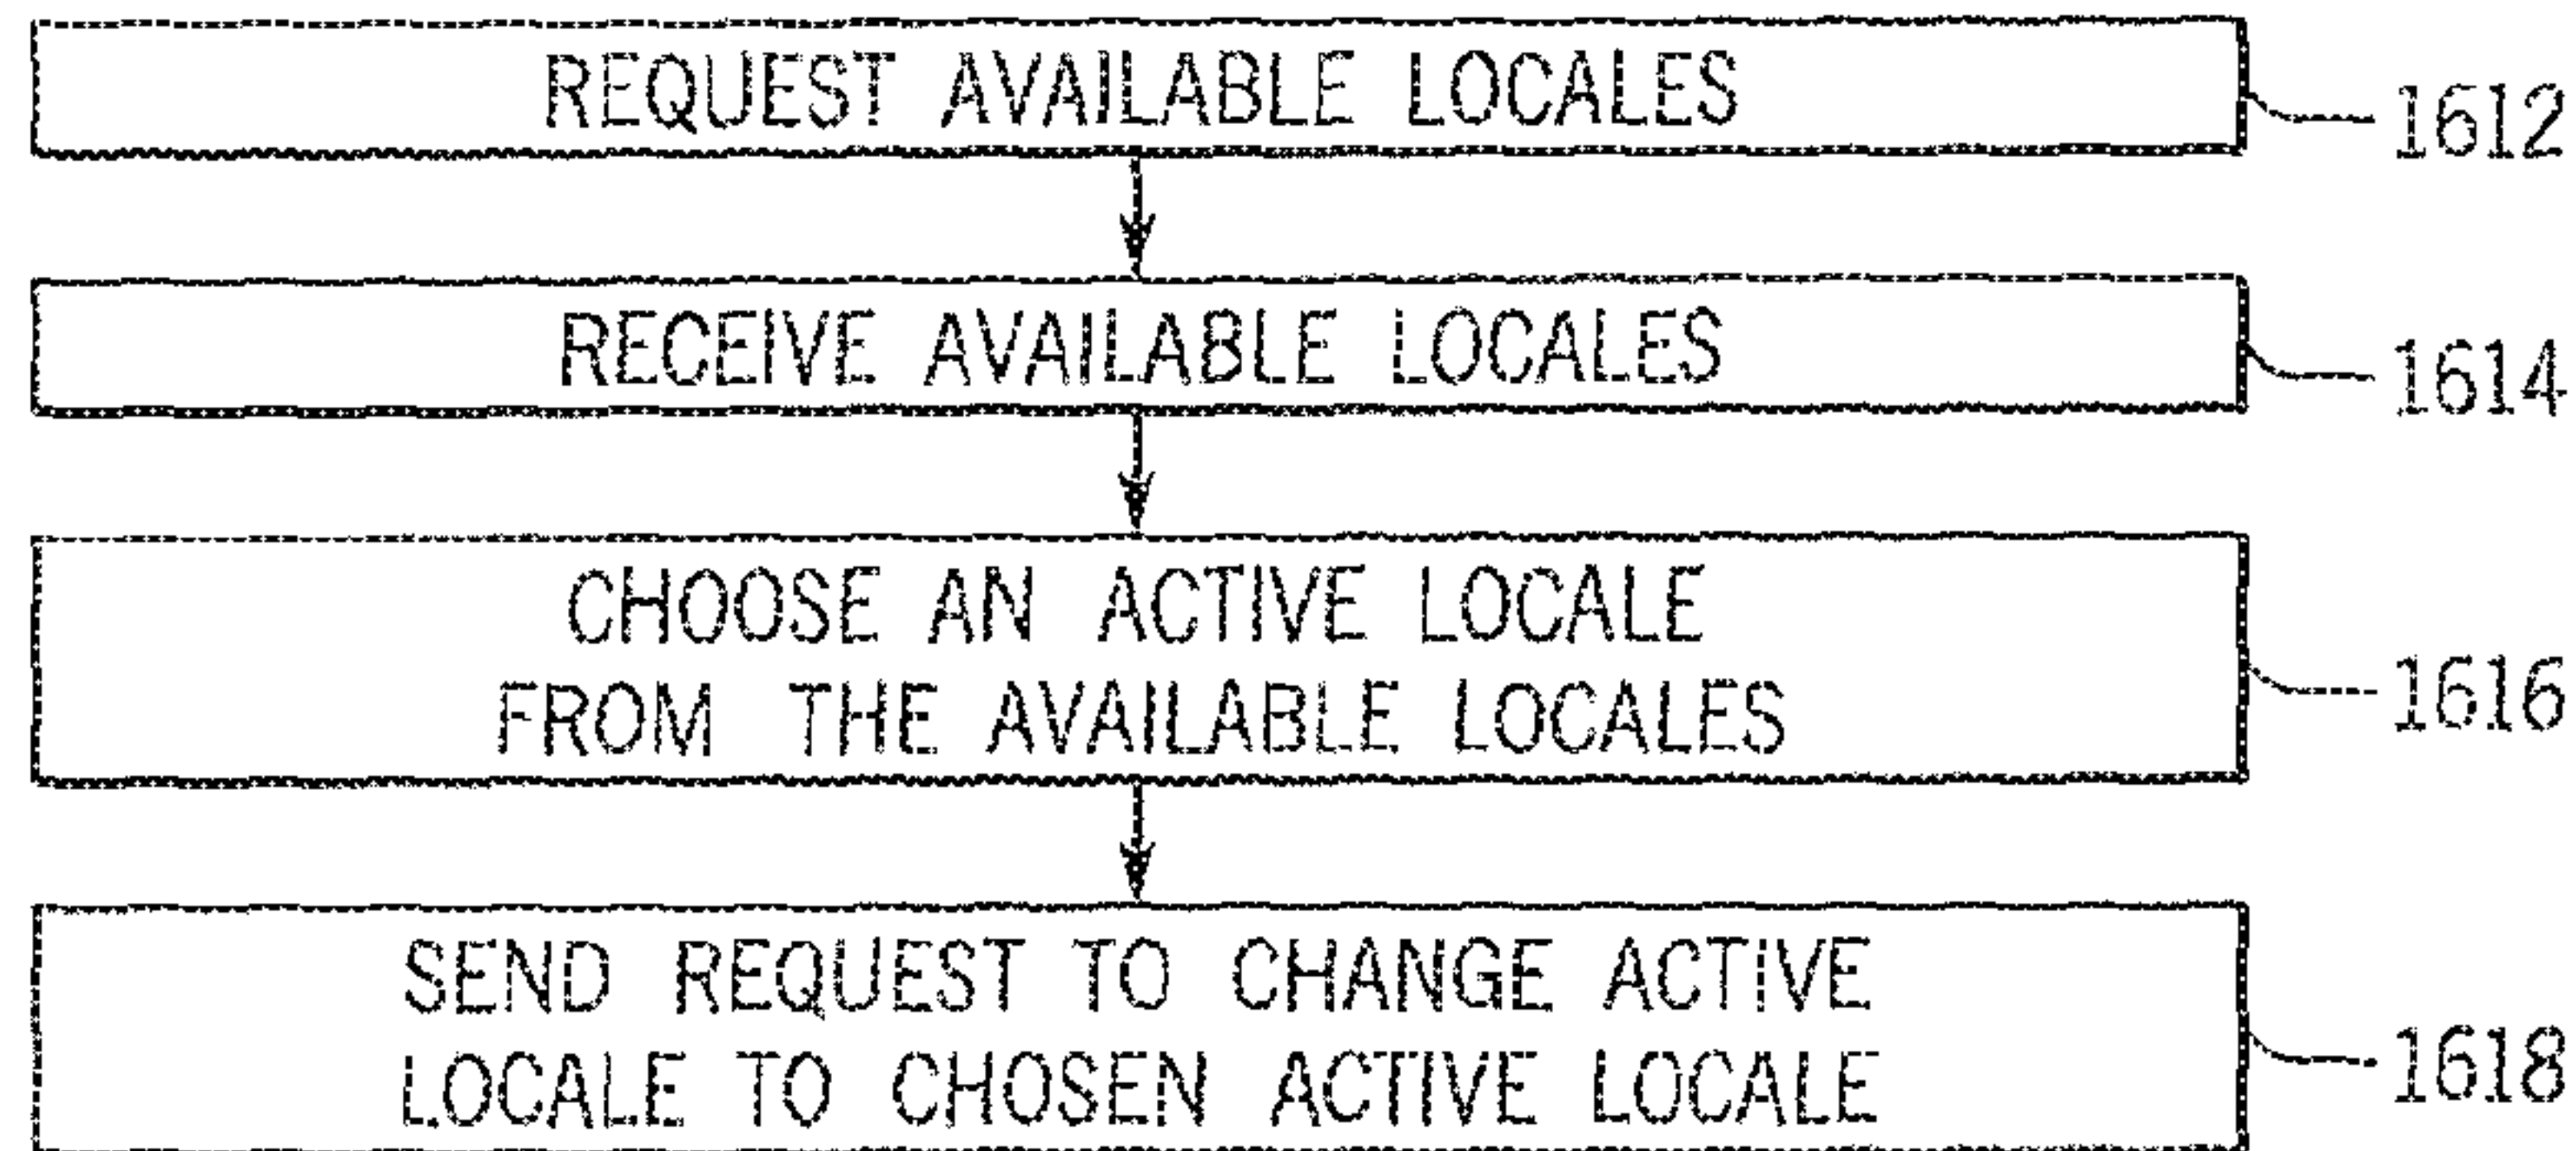 REQUEST AVAILABLE LOCALES
1612
RECEIVE AVAILABLE LOCALES
1614
CHOOSE AN ACTIVE LOCALE
FROM THE AVAILABLE LOCALES
1616
SEND REQUEST TO CHANGE ACTIVE
LOCALE TO CHOSEN ACTIVE LOCALE
1618